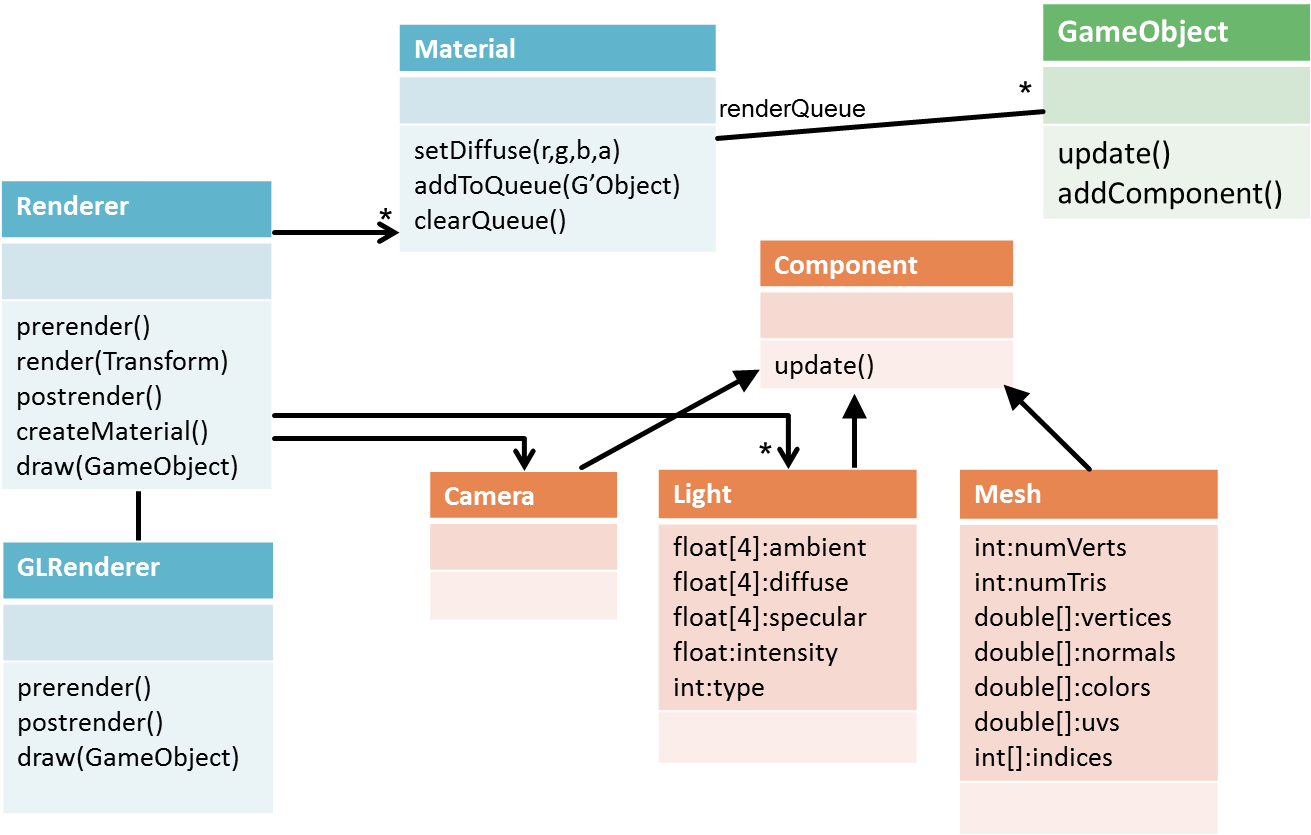 Material
setDiffuse(r,g,b,a)
addToQueue(G’Object)
clearQueue()
renderQueue
*
GameObject
update()
addComponent()
Renderer
prerender()
render(Transform)
postrender()
createMaterial()
draw(GameObject)
*
Component
update()
*
GLRenderer
prerender()
postrender()
draw(GameObject)
Camera
Light
float[4]:ambient
float[4]:diffuse
float[4]:specular
float:intensity
int:type
Mesh
int:numVerts
int:numTris
double[]:vertices
double[]:normals
double[]:colors
double[]:uvs
int[]:indices